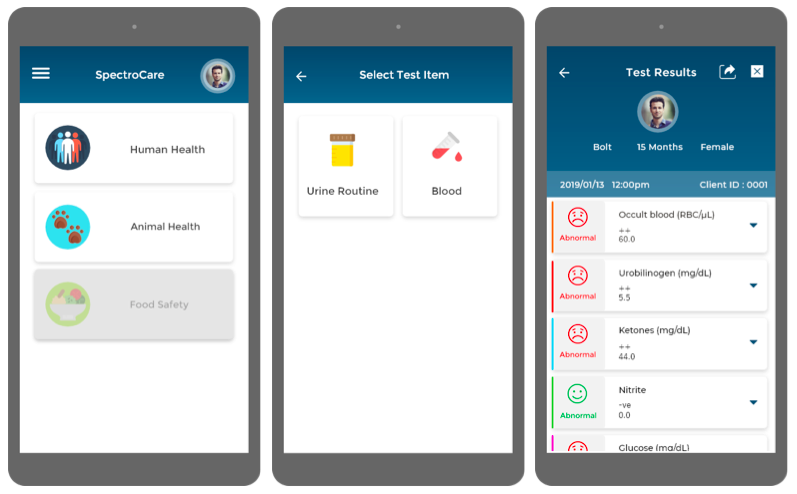 SpectroCare
Human Health
Animal Health
Food Safety
Select Test Item
Urine Routine
Blood
Test Results
Bolt 15 Months Female
2019/01/13 12:00pm Client ID : 0001
Occult blood (RBC/μL)
++
60.0
Abnormal
Urobilinogen (mg/dL)
++
5.5
Abnormal
Ketones (mg/dL)
++
44.0
Abnormal
Nitrite
-ve
0.0
Abnormal
Glucose (mg/dL)